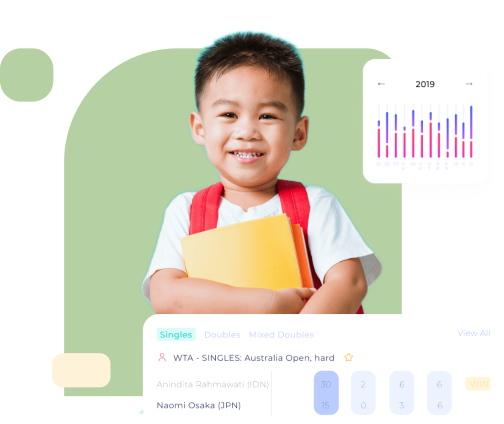 ← 2019 →
Singles Doubles Mixed Doubles View All
WTA - SINGLES: Australia Open, hard
Anindita Rahmawati (IDN) 30 2 6 6 WIN
Naomi Osaka (JPN) 15 0 3 6